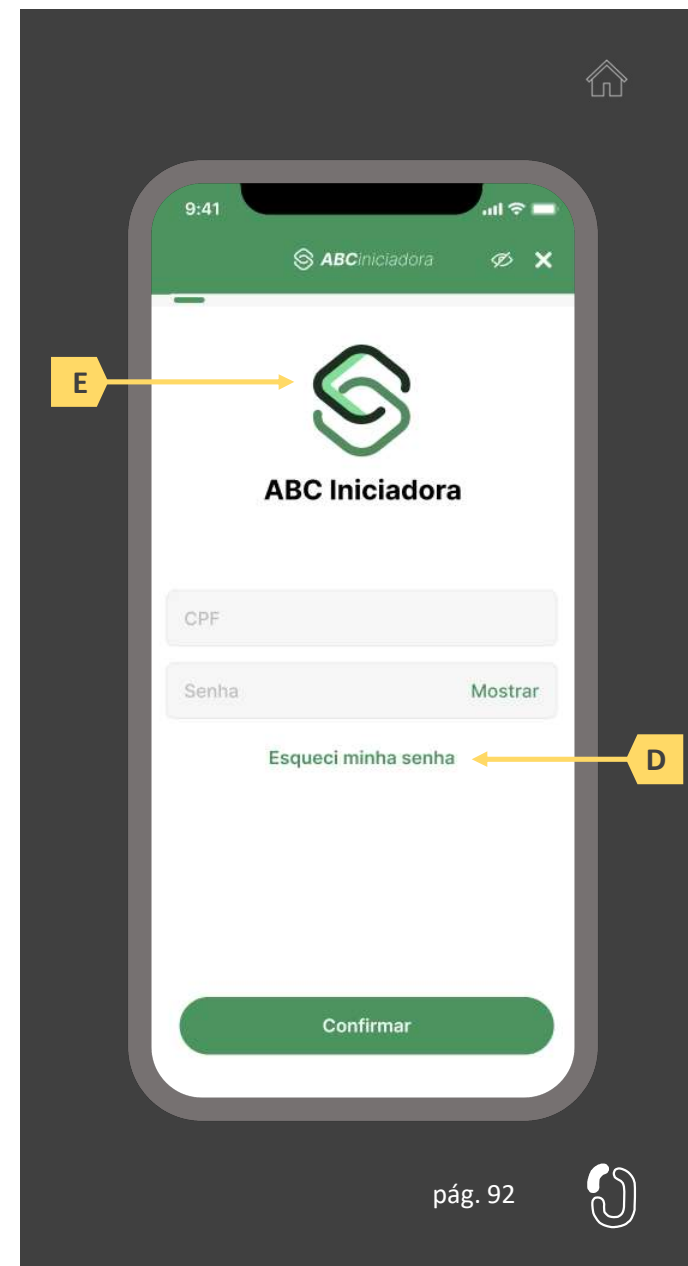 9:41
ABCiniciadora
E
ABC Iniciadora
CPF
Senha Mostrar
Esqueci minha senha
D
Confirmar
pág. 92